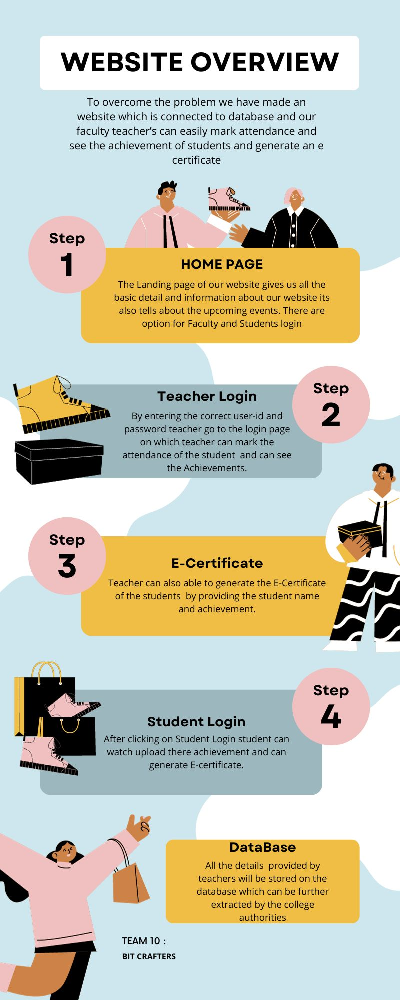 WEBSITE OVERVIEW
To overcome the problem we have made an
website which is connected to database and our
faculty teacher's can easily mark attendance and
see the achievement of students and generate an e
certificate
Step
1
HOME PAGE
The Landing page of our website gives us all the
basic detail and information about our website its
also tells about the upcoming events. There are
option for Faculty and Students login
Step
2
Teacher Login
By entering the correct user-id and
password teacher go to the login page
on which teacher can mark the
attendance of the student  and can see
the Achievements.
Step
3
E-Certificate
Teacher can also able to generate the E-Certificate
of the students  by providing the student name
and achievement.
Step
4
Student Login
After clicking on Student Login student can
watch upload there achievement and can
generate E-certificate.
DataBase
All the details  provided by
teachers will be stored on the
database which can be further
extracted by the college
authorities
TEAM 10 :
BIT CRAFTERS